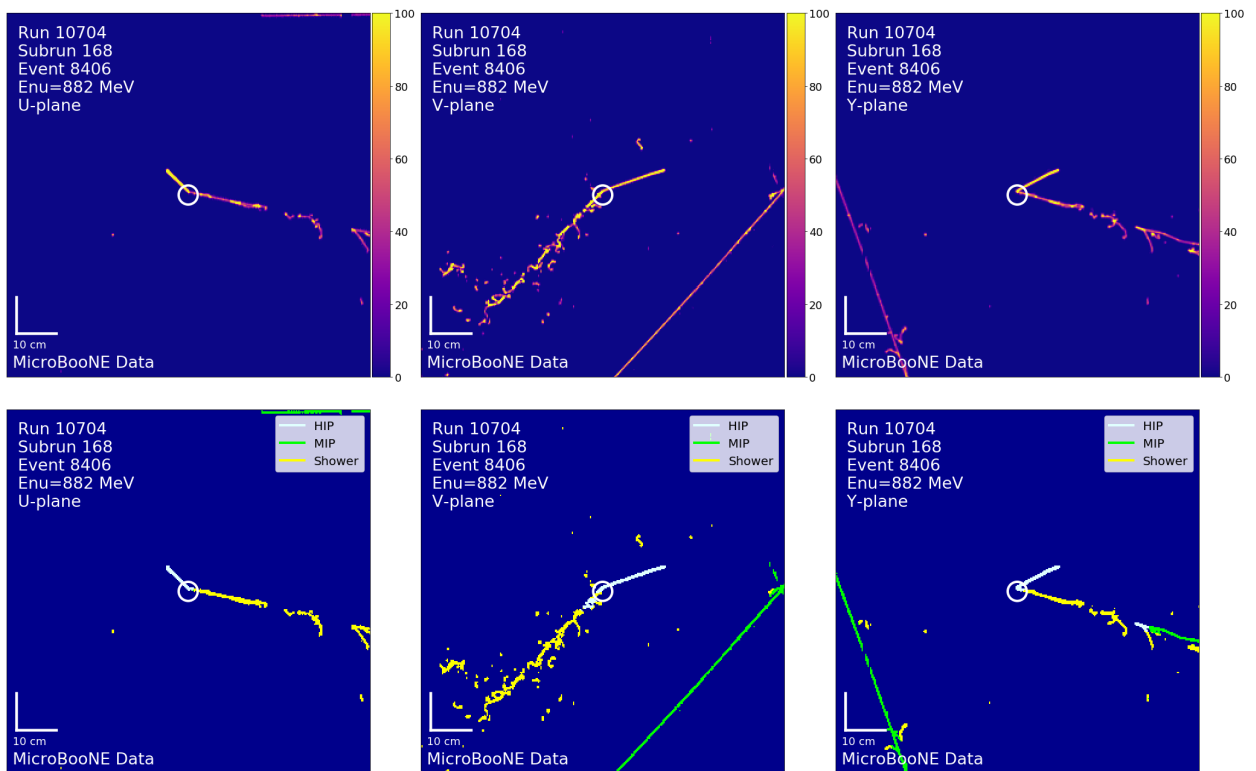 Run 10704
Subrun 168
Event 8406
Enu=882 MeV
U-plane
10 cm
MicroBooNE Data
100
80
60
40
20
0
Run 10704
Subrun 168
Event 8406
Enu=882 MeV
V-plane
10 cm
MicroBooNE Data
100
80
60
40
20
0
Run 10704
Subrun 168
Event 8406
Enu=882 MeV
Y-plane
10 cm
MicroBooNE Data
100
80
60
40
20
0
Run 10704
Subrun 168
Event 8406
Enu=882 MeV
U-plane
HIP
MIP
Shower
10 cm
MicroBooNE Data
Run 10704
Subrun 168
Event 8406
Enu=882 MeV
V-plane
HIP
MIP
Shower
10 cm
MicroBooNE Data
Run 10704
Subrun 168
Event 8406
Enu=882 MeV
Y-plane
HIP
MIP
Shower
10 cm
MicroBooNE Data